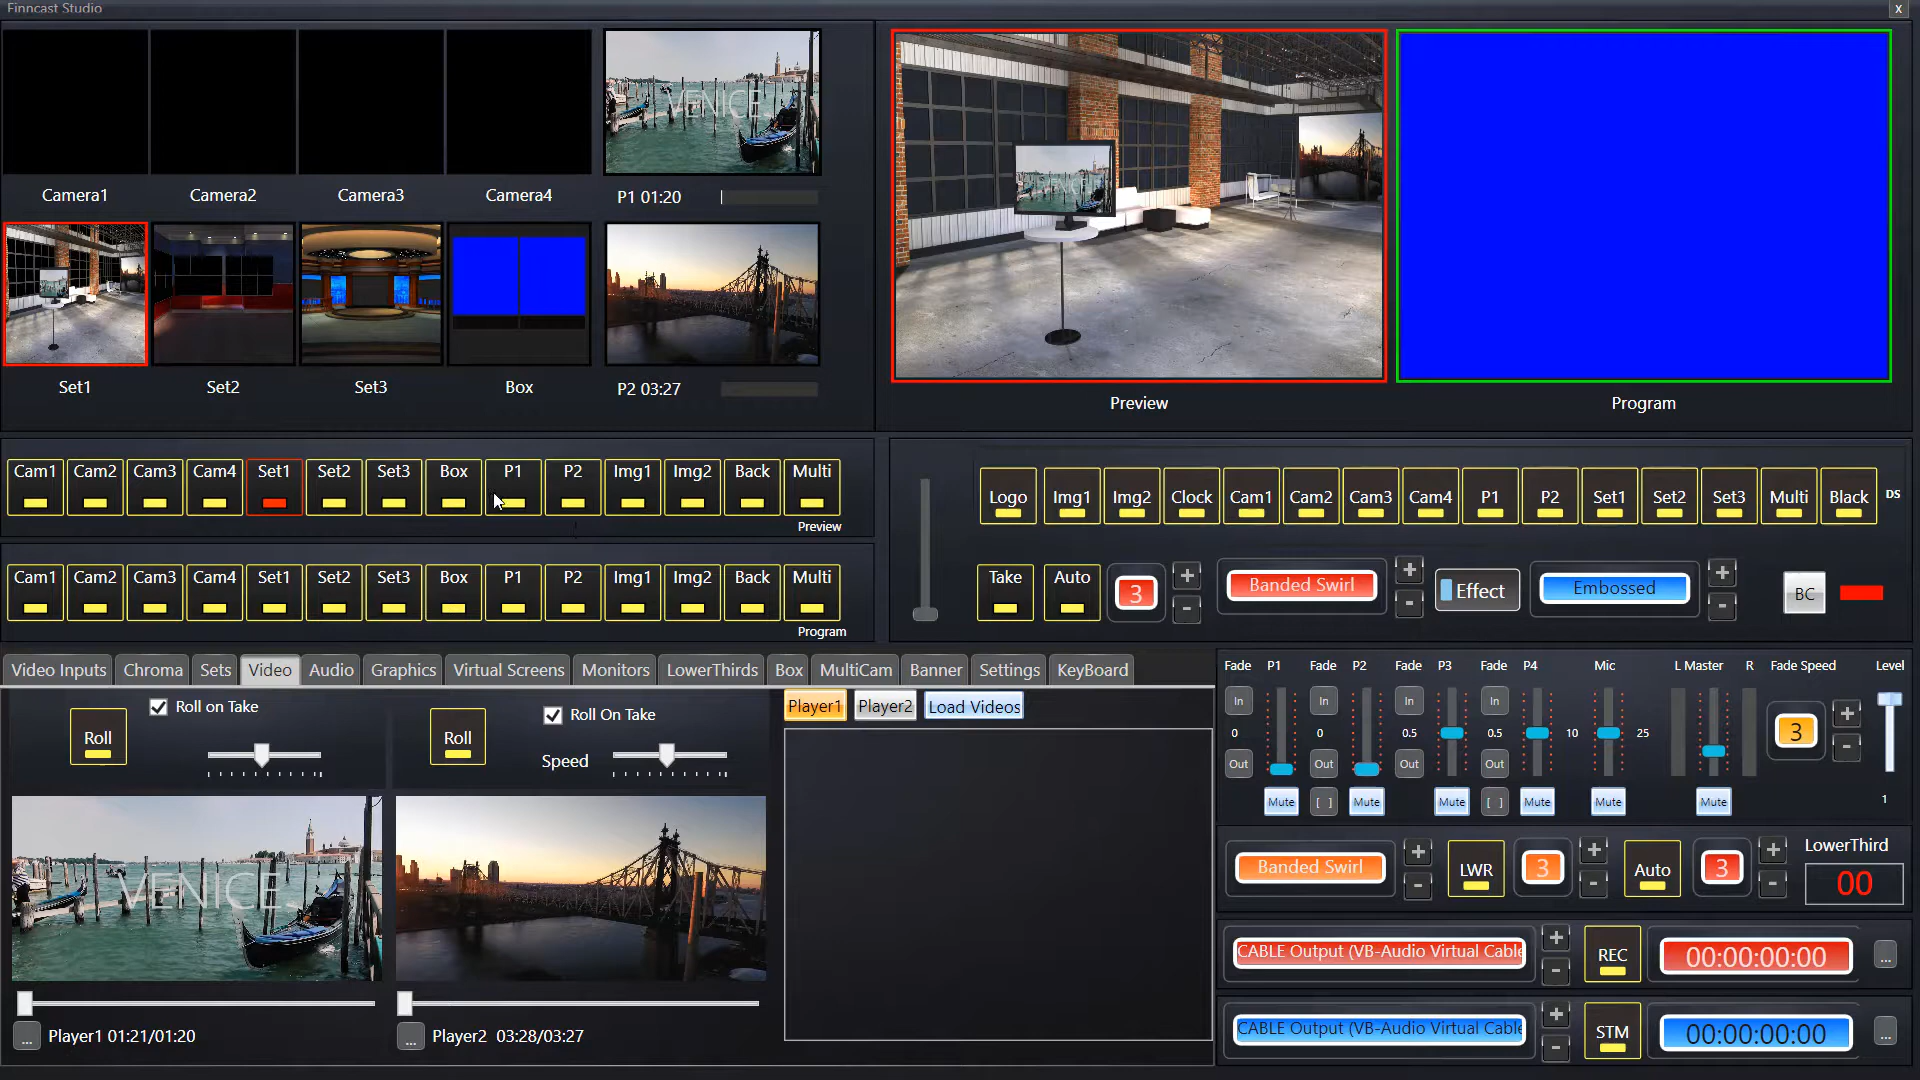 Finncast Studio
X
Camera1 Camera2 Camera3 Camera4
VENICE
P1 01:20
VENICE
Set1 Set2 Set3 Box
P2 03:27
Preview Program
Cam1 Cam2 Cam3 Cam4 Set1 Set2 Set3 Box P1 P2 Img1 Img2 Back Multi
Preview
Logo Img1 Img2 Clock Cam1 Cam2 Cam3 Cam4 P1 P2 Set1 Set2 Set3 Multi Black DS
Cam1 Cam2 Cam3 Cam4 Set1 Set2 Set3 Box P1 P2 Img1 Img2 Back Multi
Program
Take Auto 3 + - Banded Swirl + - Effect Embossed + - BC
Video Inputs Chroma Sets Video Audio Graphics Virtual Screens Monitors LowerThirds Box MultiCam Banner Settings KeyBoard
Roll Roll on Take
Roll Roll On Take
Speed
Player1 Player2 Load Videos
VENICE
... Player1 01:21/01:20
... Player2 03:28/03:27
Fade P1 Fade P2 Fade P3 Fade P4 Mic L Master R Fade Speed Level
In In In In
0 0 0.5 0.5 10 25 3 + -
Out Out Out Out
Mute [ ] Mute Mute [ ] Mute Mute Mute 1
Banded Swirl + - LWR 3 + - Auto 3 + - LowerThird
00
CABLE Output (VB-Audio Virtual Cable + - REC 00:00:00:00 ...
CABLE Output (VB-Audio Virtual Cable + - STM 00:00:00:00 ...